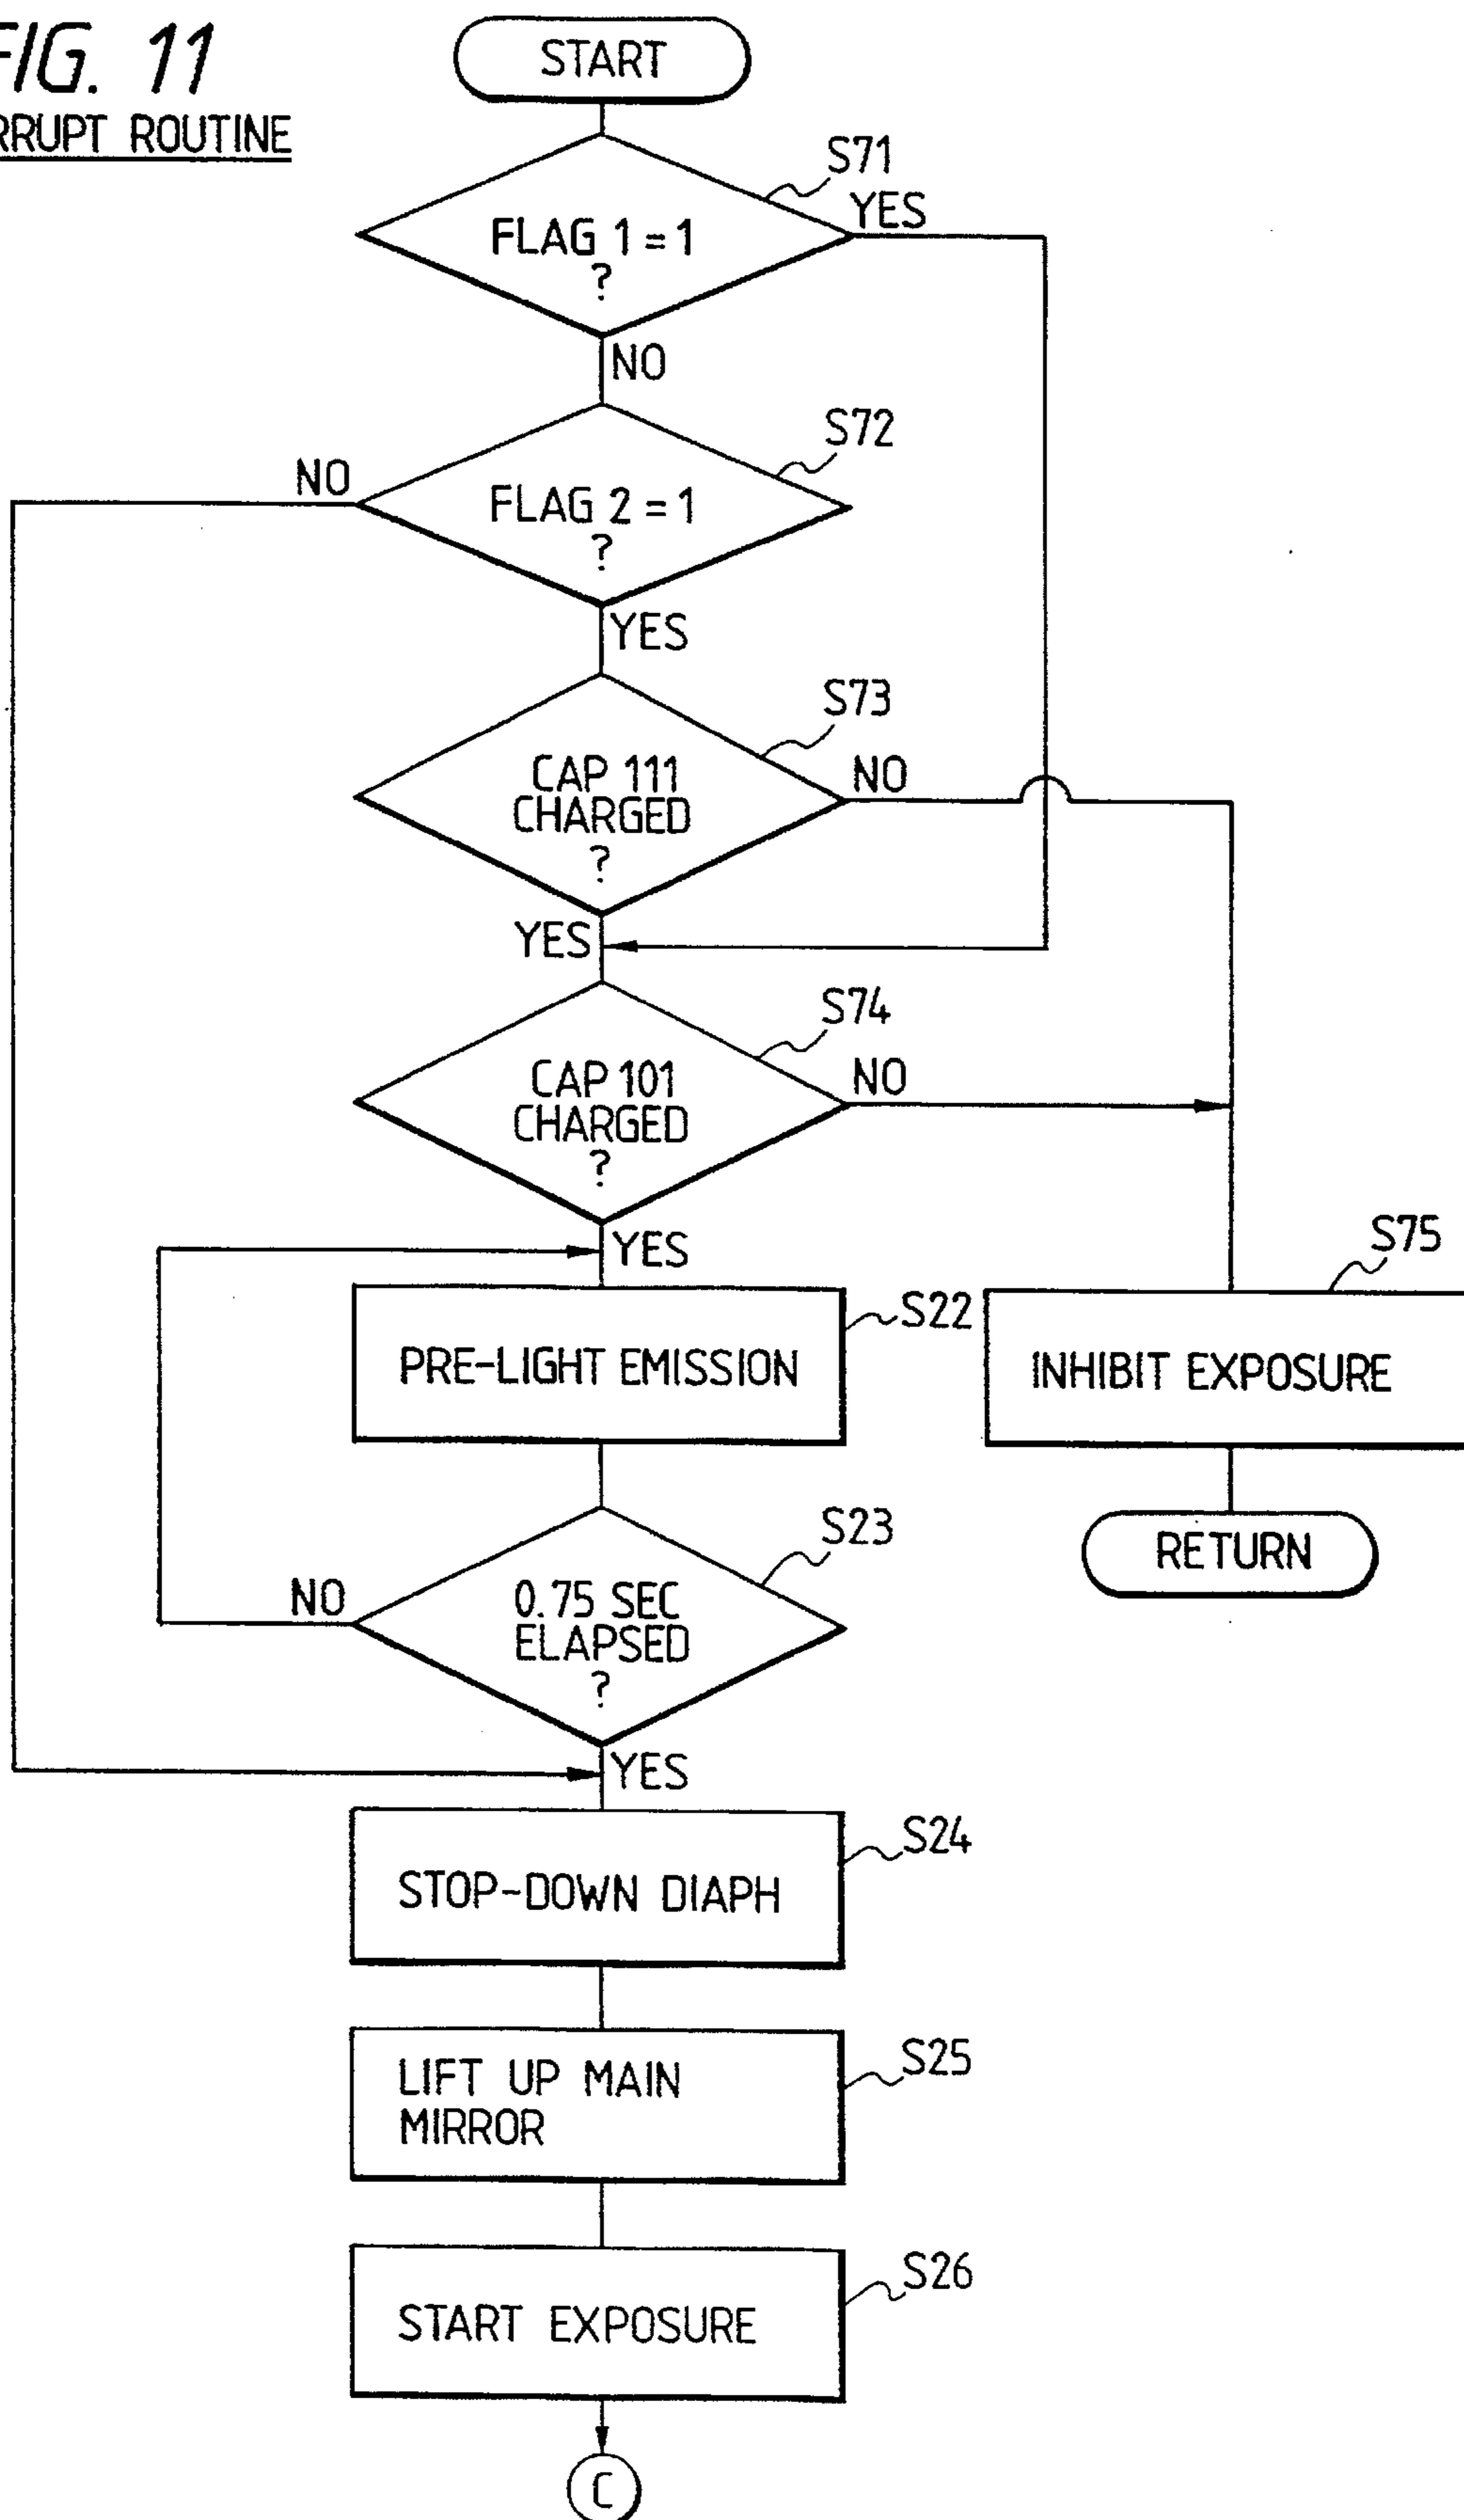 FIG. 11
ROUTINE
START
S71
FLAG 1 = 1
?
YES
NO
S72
NO
FLAG 2 = 1
?
YES
S73
CAP 111
CHARGED
?
NO
YES
S74
CAP 101
CHARGED
?
NO
YES
S22
PRE-LIGHT EMISSION
S75
INHIBIT EXPOSURE
RETURN
S23
NO
0.75 SEC
ELAPSED
?
YES
S24
STOP-DOWN DIAPH
S25
LIFT UP MAIN
MIRROR
S26
START EXPOSURE
C